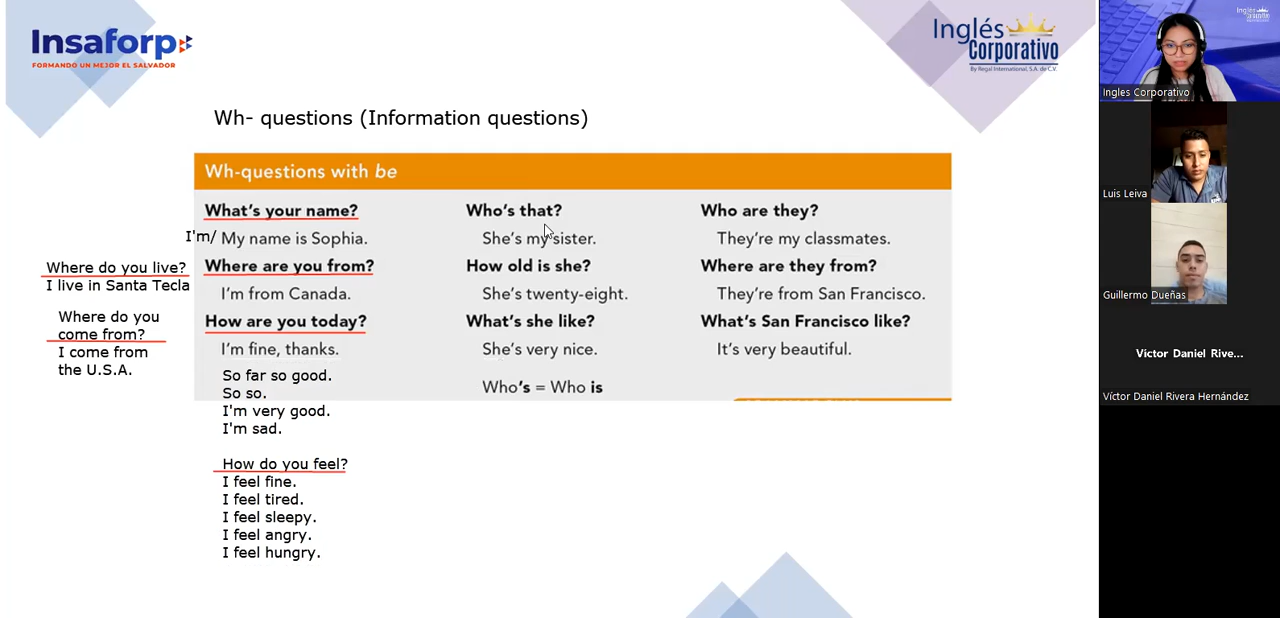 Insaforp
FORMANDO UN MEJOR EL SALVADOR
Inglés
Corporativo
By Regal International, S.A. de C.V.
Wh- questions (Information questions)
Wh-questions with be
What's your name?
I'm/ My name is Sophia.
Where are you from?
I'm from Canada.
How are you today?
I'm fine, thanks.
So far so good.
So so.
I'm very good.
I'm sad.
How do you feel?
I feel fine.
I feel tired.
I feel sleepy.
I feel angry.
I feel hungry.
Where do you live?
I live in Santa Tecla
Where do you
come from?
I come from
the U.S.A.
Who's that?
She's my sister.
How old is she?
She's twenty-eight.
What's she like?
She's very nice.
Who's = Who is
Who are they?
They're my classmates.
Where are they from?
They're from San Francisco.
What's San Francisco like?
It's very beautiful.
Inglés
Ingles Corporativo
Luis Leiva
Guillermo Dueñas
Victor Daniel Rive...
Víctor Daniel Rivera Hernández